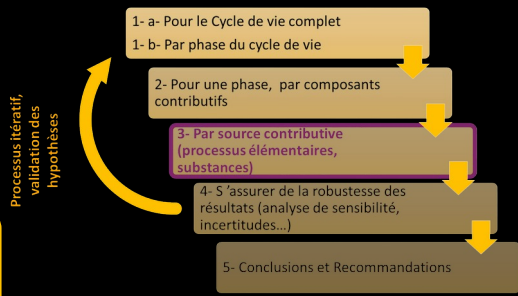 1- a- Pour le Cycle de vie complet
1- b- Par phase du cycle de vie
2- Pour une phase, par composants
contributifs
3- Par source contributive
(processus élémentaires,
substances)
4- S ’assurer de la robustesse des
résultats (analyse de sensibilité,
incertitudes...)
5- Conclusions et Recommandations
Processus itératif,
validation des
hypothèses